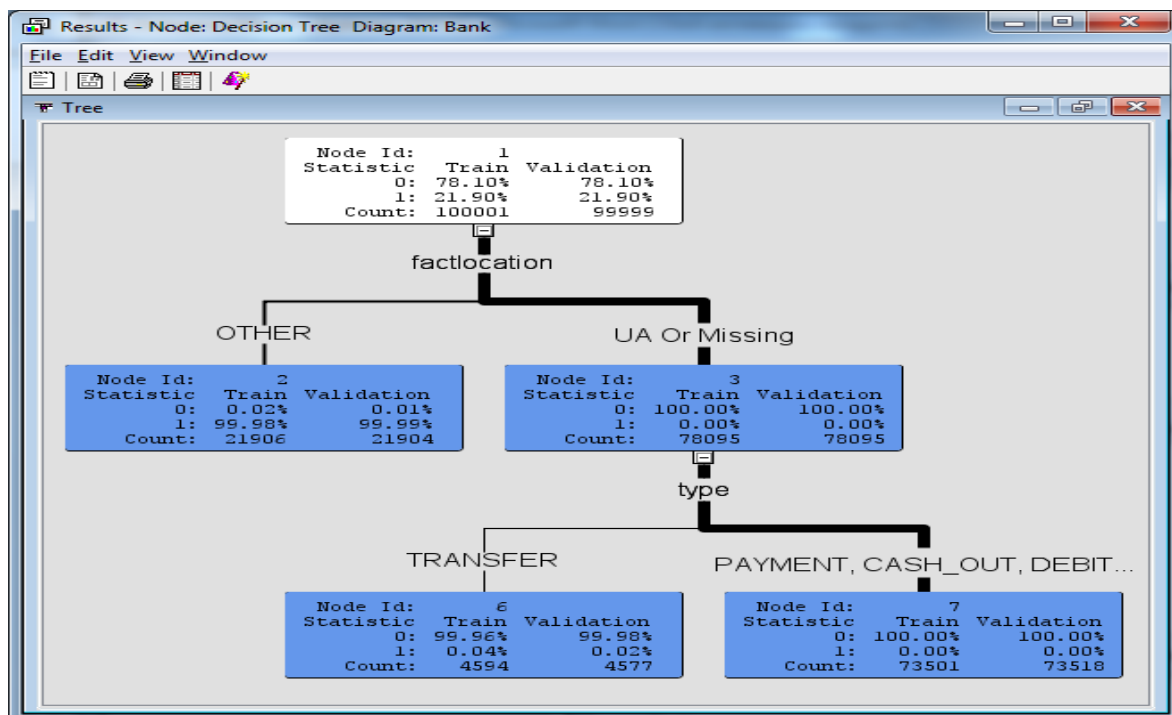 Results - Node: Decision Tree Diagram: Bank
File Edit View Window
Tree
Node Id: 1
Statistic Train Validation
0: 78.10% 78.10%
1: 21.90% 21.90%
Count: 100001 99999
factlocation
OTHER
UA Or Missing
Node Id: 2
Statistic Train Validation
0: 0.02% 0.01%
1: 99.98% 99.99%
Count: 21906 21904
Node Id: 3
Statistic Train Validation
0: 100.00% 100.00%
1: 0.00% 0.00%
Count: 78095 78095
type
TRANSFER
PAYMENT, CASH_OUT, DEBIT...
Node Id: 6
Statistic Train Validation
0: 99.96% 99.98%
1: 0.04% 0.02%
Count: 4594 4577
Node Id: 7
Statistic Train Validation
0: 100.00% 100.00%
1: 0.00% 0.00%
Count: 73501 73518